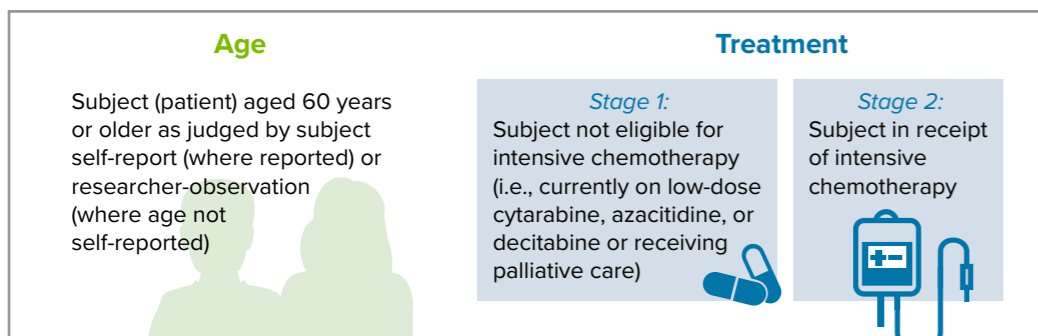 Age
Subject (patient) aged 60 years
or older as judged by subject
self-report (where reported) or
researcher-observation
(where age not
self-reported)
Treatment
Stage 1:
Subject not eligible for
intensive chemotherapy
(i.e., currently on low-dose
cytarabine, azacitidine, or
decitabine or receiving
palliative care)
Stage 2:
Subject in receipt
of intensive
chemotherapy